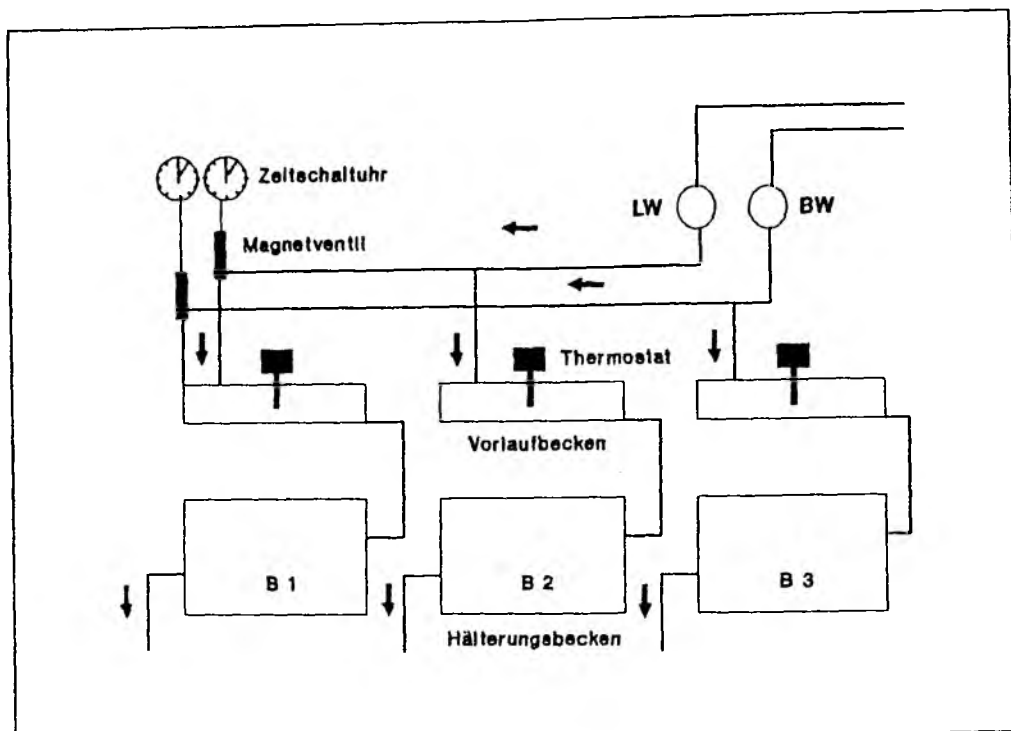 LW
BW
Zeitschaltuhr
Magnetventil
Thermostat
Vorlaufbecken
B 1
B 2
B 3
Hälterungsbecken